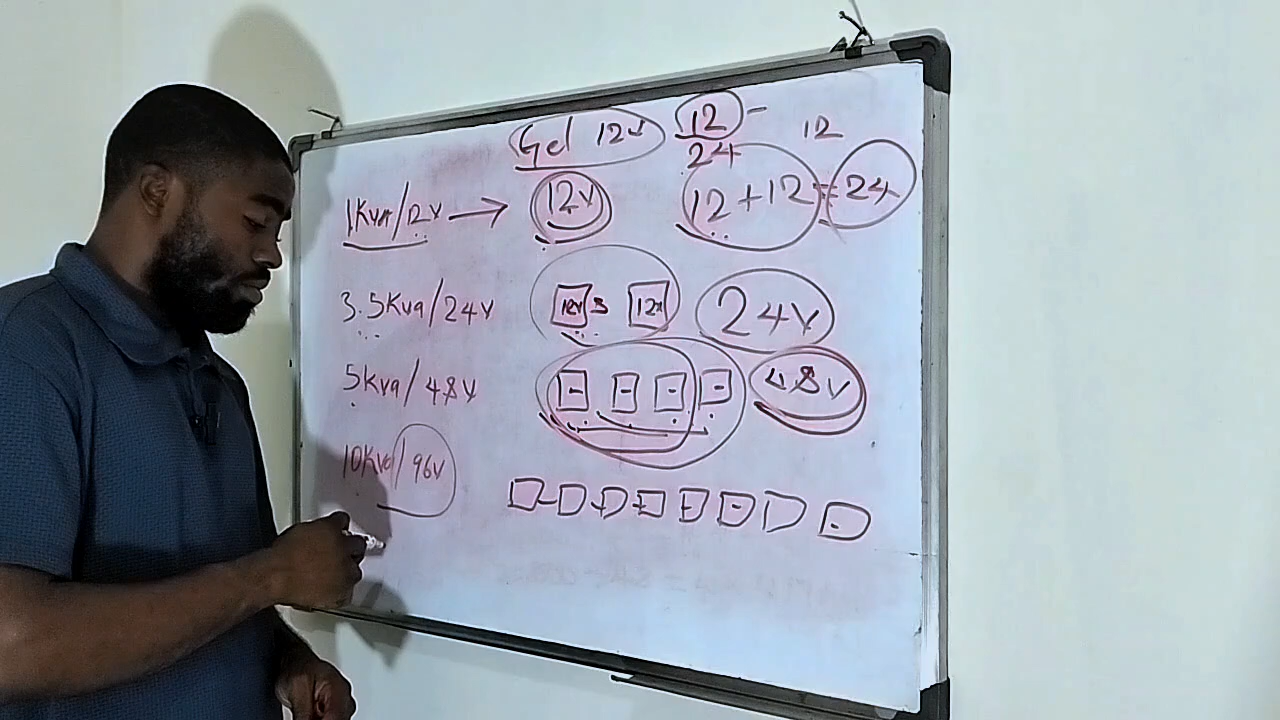 Gel 12v 12 -
24 12
1Kva/12v → 12v 12+12=24
3.5Kva/24v 12v s 12v 24v
5Kva/48v 48v
10Kva/96v